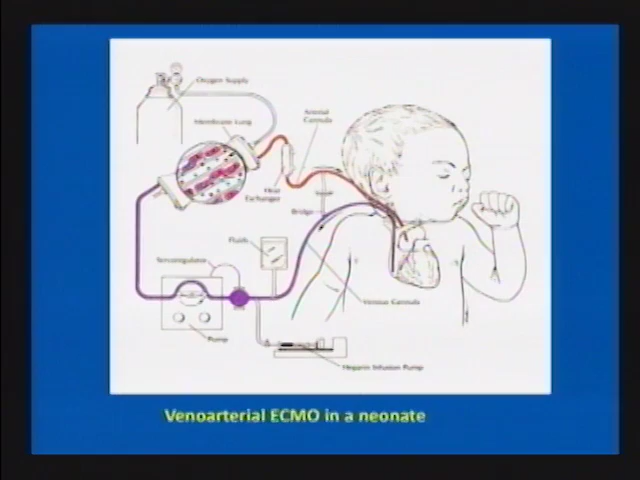 Oxygen Supply
Membrane Lung
Arterial
Cannula
Heat
Exchanger
Bridge
Fluids
Servoregulator
Venous Cannula
Pump
Heparin Infusion Pump
Venoarterial ECMO in a neonate